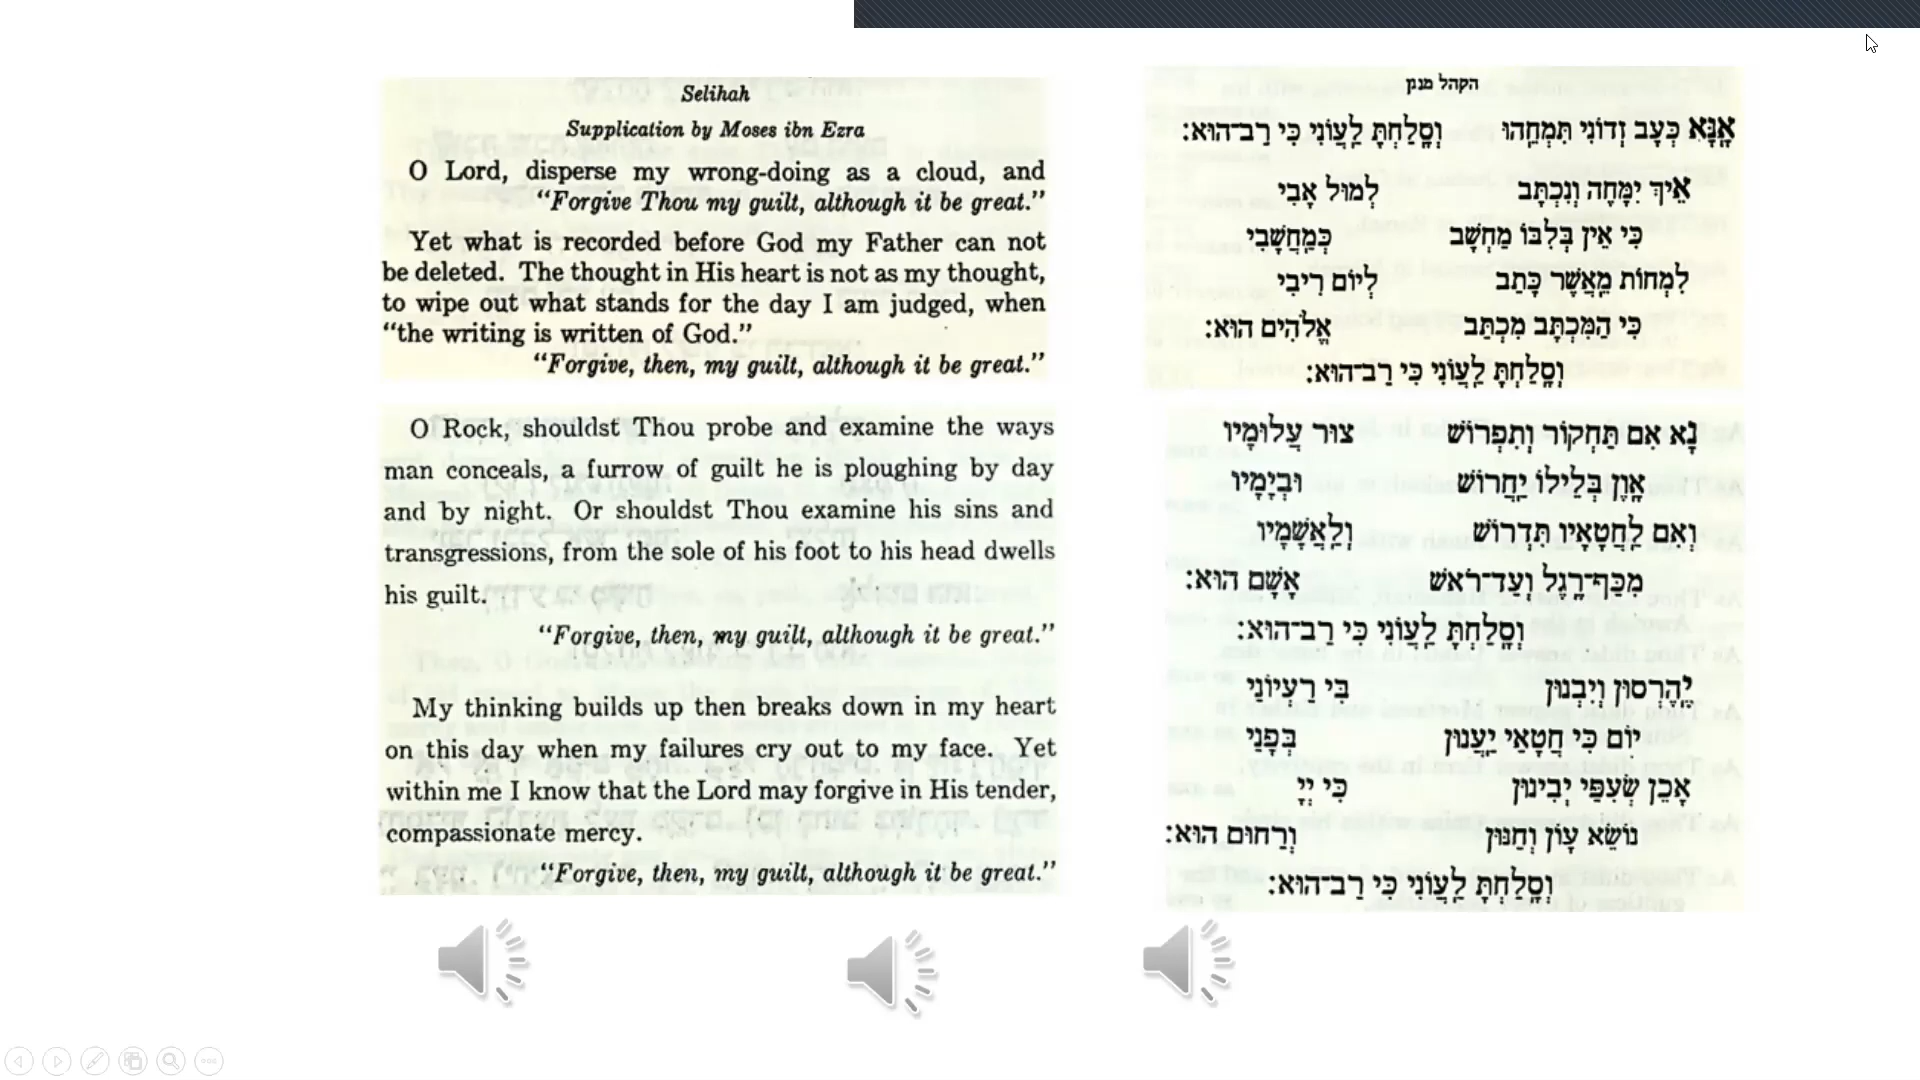 Selihah
Supplication by Moses ibn Ezra
O Lord, disperse my wrong-doing as a cloud, and
“Forgive Thou my guilt, although it be great.”
Yet what is recorded before God my Father can not
be deleted. The thought in His heart is not as my thought,
to wipe out what stands for the day I am judged, when
“the writing is written of God.”
“Forgive, then, my guilt, although it be great.”
O Rock, shouldst Thou probe and examine the ways
man conceals, a furrow of guilt he is ploughing by day
and by night. Or shouldst Thou examine his sins and
transgressions, from the sole of his foot to his head dwells
his guilt.
“Forgive, then, my guilt, although it be great.”
My thinking builds up then breaks down in my heart
on this day when my failures cry out to my face. Yet
within me I know that the Lord may forgive in His tender,
compassionate mercy.
“Forgive, then, my guilt, although it be great.”
הקהל מנגן
אָנָּא כְּעָב זְדוֹנִי תִּמְחֵהוּ וְסָלַחְתָּ לַעֲוֹנִי כִּי רַב־הוּא׃
אֵיךְ יִמָּחֶה וְנִכְתָּב לְמוּל אָבִי
כִּי אֵין בְּלִבּוֹ מַחְשָׁב כְּמַחֲשָׁבִי
לִמְחוֹת מֵאֲשֶׁר כָּתַב לְיוֹם רִיבִי
כִּי הַמִּכְתָּב מִכְתַּב אֱלֹהִים הוּא׃
וְסָלַחְתָּ לַעֲוֹנִי כִּי רַב־הוּא׃
נָא אִם תַּחְקוֹר וְתִפְרוֹשׁ צוּר עֲלוּמָיו
אָוֶן בְּלֵילוֹ יַחֲרוֹשׁ וּבְיָמָיו
וְאִם לַחֲטָאָיו תִּדְרוֹשׁ וְלַאֲשָׁמָיו
מִכַּף־רֶגֶל וְעַד־רֹאשׁ אָשָׁם הוּא׃
וְסָלַחְתָּ לַעֲוֹנִי כִּי רַב־הוּא׃
יֶהֶרְסוּן וְיִבְנוּן בִּי רַעְיוֹנַי
יוֹם כִּי חֲטָאַי יַעֲנוּן בְּפָנַי
אָכֵן שְׂעִפַּי יְבִינוּן כִּי יְיָ
נוֹשֵׂא עָוֹן וְחַנּוּן וְרַחוּם הוּא׃
וְסָלַחְתָּ לַעֲוֹנִי כִּי רַב־הוּא׃